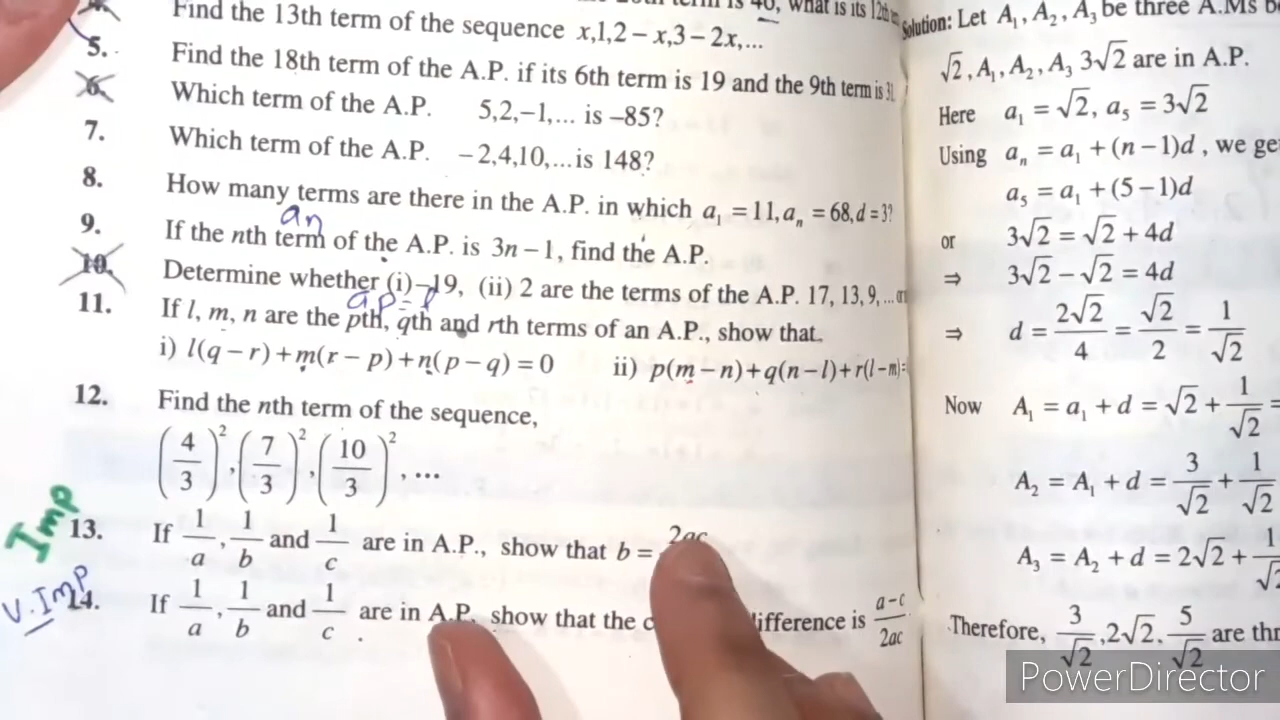 term is 40, what is its 12th
Find the 13th term of the sequence x,1,2 − x,3 − 2x,...
5. Find the 18th term of the A.P. if its 6th term is 19 and the 9th term is 31.
6. Which term of the A.P. 5,2,−1,... is −85?
7. Which term of the A.P. −2,4,10,...is 148?
8. How many terms are there in the A.P. in which a₁ = 11, aₙ = 68, d = 3?
an
9. If the nth term of the A.P. is 3n − 1, find the A.P.
10. Determine whether (i) −19, (ii) 2 are the terms of the A.P. 17, 13, 9, ...
ap = l
11. If l, m, n are the pth, qth and rth terms of an A.P., show that
i) l(q − r) + m(r − p) + n(p − q) = 0 ii) p(m − n) + q(n − l) + r(l − m) =
12. Find the nth term of the sequence,
(4/3)², (7/3)², (10/3)², ...
Imp
13. If 1/a, 1/b and 1/c are in A.P., show that b = 2ac
V. Imp
14. If 1/a, 1/b and 1/c are in A.P. show that the difference is a-c/2ac
Solution: Let A₁, A₂, A₃ be three A.Ms
√2, A₁, A₂, A₃ 3√2 are in A.P.
Here a₁ = √2, a₅ = 3√2
Using aₙ = a₁ + (n − 1)d , we
a₅ = a₁ + (5 − 1)d
or 3√2 = √2 + 4d
⇒ 3√2 − √2 = 4d
⇒ d = 2√2/4 = √2/2 = 1/√2
Now A₁ = a₁ + d = √2 + 1/√2 =
A₂ = A₁ + d = 3/√2 + 1/√2
A₃ = A₂ + d = 2√2 +
Therefore, 3/√2, 2√2, 5/√2 are
PowerDirector